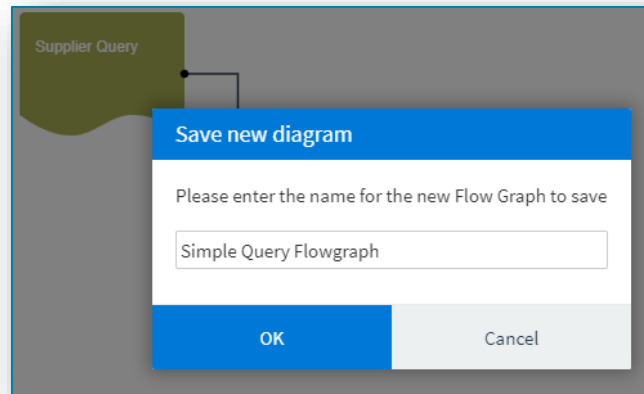 Supplier Query
Save new diagram
Please enter the name for the new Flow Graph to save
Simple Query Flowgraph
OK
Cancel